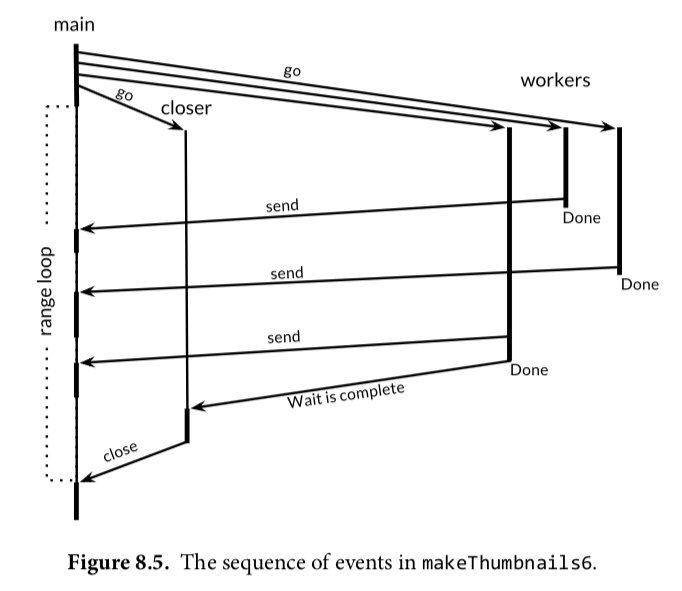 main
go
workers
go
closer
send
Done
send
Done
range loop
send
Done
Wait is complete
close
Figure 8.5. The sequence of events in makeThumbnails6.